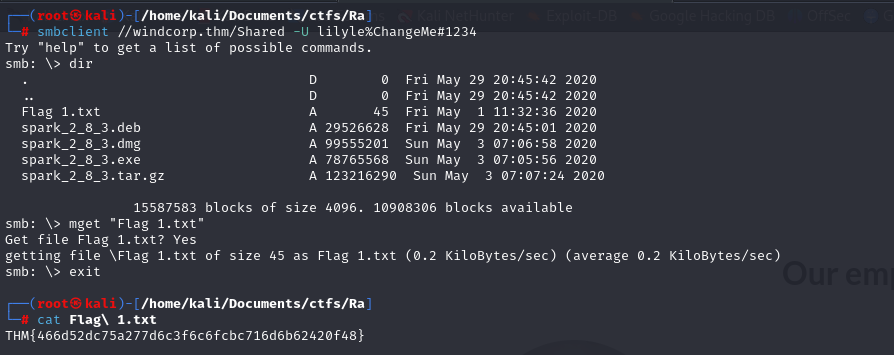 Kali NetHunter Exploit-DB Google Hacking DB OffSec
┌──(root㉿kali)-[/home/kali/Documents/ctfs/Ra]
└─# smbclient //windcorp.thm/Shared -U lilyle%ChangeMe#1234
Try "help" to get a list of possible commands.
smb: \> dir
. D 0 Fri May 29 20:45:42 2020
.. D 0 Fri May 29 20:45:42 2020
Flag 1.txt A 45 Fri May 1 11:32:36 2020
spark_2_8_3.deb A 29526628 Fri May 29 20:45:01 2020
spark_2_8_3.dmg A 99555201 Sun May 3 07:06:58 2020
spark_2_8_3.exe A 78765568 Sun May 3 07:05:56 2020
spark_2_8_3.tar.gz A 123216290 Sun May 3 07:07:24 2020
15587583 blocks of size 4096. 10908306 blocks available
smb: \> mget "Flag 1.txt"
Get file Flag 1.txt? Yes
getting file \Flag 1.txt of size 45 as Flag 1.txt (0.2 KiloBytes/sec) (average 0.2 KiloBytes/sec)
smb: \> exit
Our emp
┌──(root㉿kali)-[/home/kali/Documents/ctfs/Ra]
└─# cat Flag\ 1.txt
THM{466d52dc75a277d6c3f6c6fcbc716d6b62420f48}